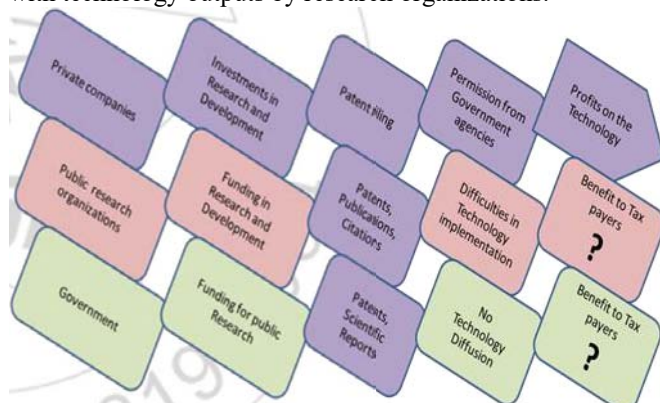 with technology outputs by research organizations.
Private companies
Investments in
Research and
Development
Patent filing
Permission from
Government
agencies
Profits on the
Technology
Public research
organizations
Funding in
Research and
Development
Patents,
Publications,
Citations
Difficulties in
Technology
implementation
Benefit to Tax
payers
?
Government
Funding for public
Research
Patents,
Scientific
Reports
No
Technology
Diffusion
Benefit to Tax
payers
?